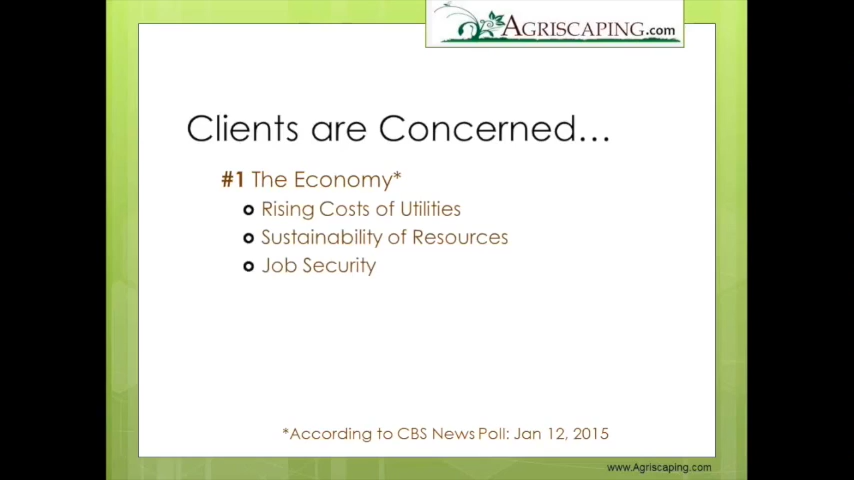 AGRISCAPING.com
Clients are Concerned...
#1 The Economy*
Rising Costs of Utilities
Sustainability of Resources
Job Security
*According to CBS News Poll: Jan 12, 2015
www.Agriscaping.com